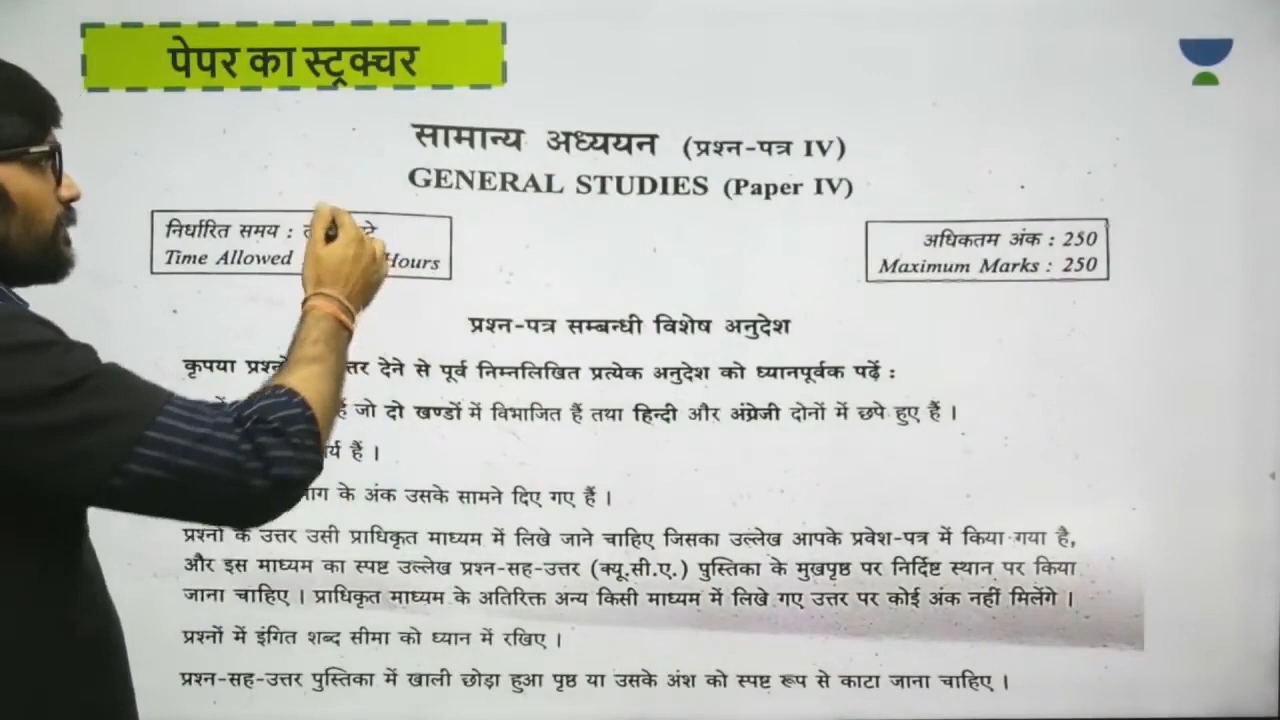 पेपर का स्ट्रक्चर
सामान्य अध्ययन (प्रश्न-पत्र IV)
GENERAL STUDIES (Paper IV)
निर्धारित समय :
Time Allowed Hours
अधिकतम अंक : 250
Maximum Marks : 250
प्रश्न-पत्र सम्बन्धी विशेष अनुदेश
कृपया देने से पूर्व निम्नलिखित प्रत्येक अनुदेश को ध्यानपूर्वक पढ़ें :
जो दो खण्डों में विभाजित हैं तथा हिन्दी और अंग्रेजी दोनों में छपे हुए हैं ।
हैं ।
के अंक उसके सामने दिए गए हैं ।
प्रश्नों के उत्तर उसी प्राधिकृत माध्यम में लिखे जाने चाहिए जिसका उल्लेख आपके प्रवेश-पत्र में किया गया है,
और इस माध्यम का स्पष्ट उल्लेख प्रश्न-सह-उत्तर (क्यू.सी.ए.) पुस्तिका के मुखपृष्ठ पर निर्दिष्ट स्थान पर किया
जाना चाहिए । प्राधिकृत माध्यम के अतिरिक्त अन्य किसी माध्यम में लिखे गए उत्तर पर कोई अंक नहीं मिलेंगे ।
प्रश्नों में इंगित शब्द सीमा को ध्यान में रखिए ।
प्रश्न-सह-उत्तर पुस्तिका में खाली छोड़ा हुआ पृष्ठ या उसके अंश को स्पष्ट रूप से काटा जाना चाहिए ।